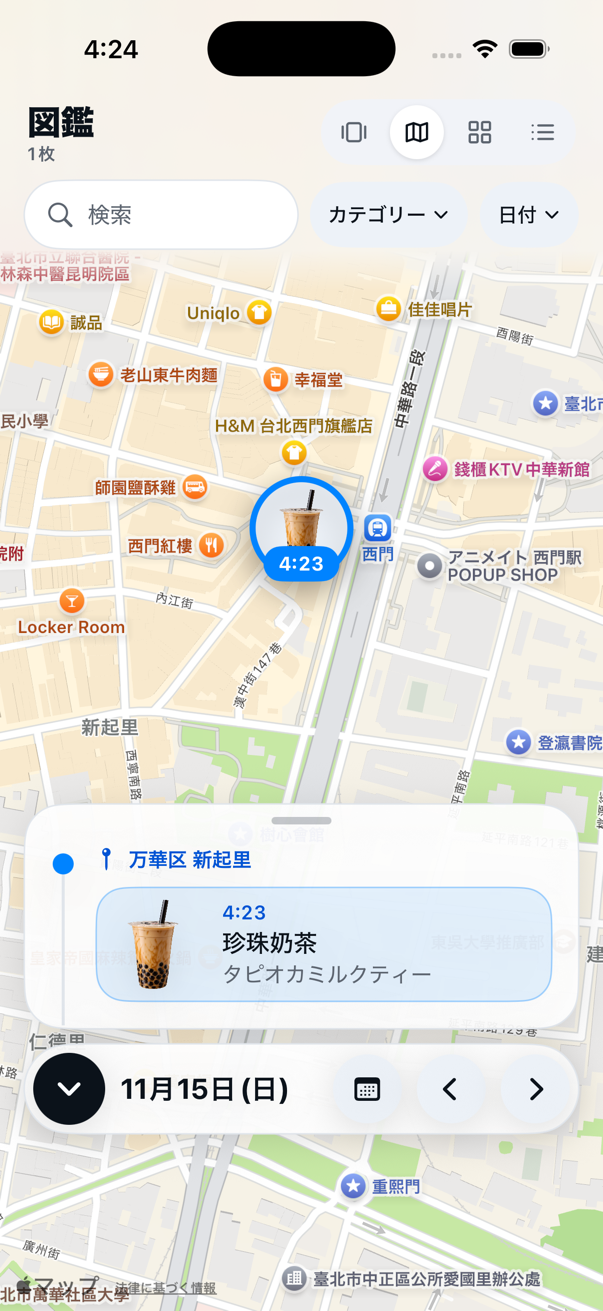 4:24
図鑑
1枚
検索
カテゴリー
日付
臺北市立聯合醫院 -
林森中醫昆明院區
Uniqlo
佳佳唱片
誠品
酉陽街
老山東牛肉麵
幸福堂
中華路一段
民小學
H&M 台北西門旗艦店
錢櫃KTV中華新館
師園鹽酥雞
西門紅樓
西門
4:23
アニメイト 西門駅
POPUP SHOP
院附
內江街
Locker Room
漢中街147巷
新起里
登瀛書院
西寧南路
万華区 新起里
4:23
珍珠奶茶
タピオカミルクティー
建
仁德里
11月15日(日)
重熙門
廣州街
マップ
法律に基づく情報
臺北市中正區公所愛國里辦公處
北市萬華社區大學